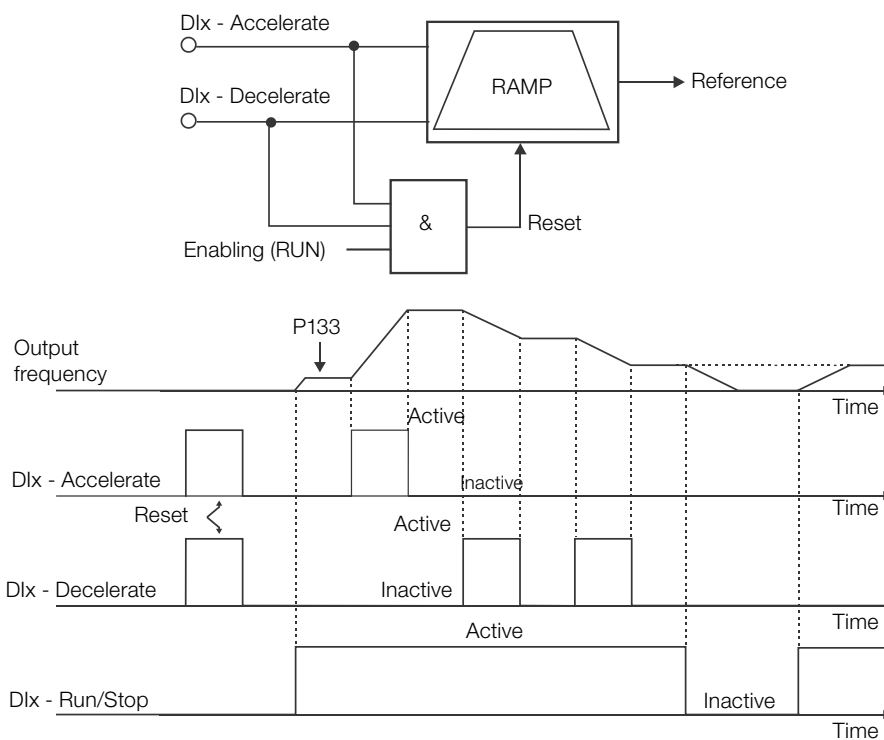 DIx - Accelerate
DIx - Decelerate
RAMP
Reference
&
Reset
Enabling (RUN)
P133
Output
frequency
Time
Active
DIx - Accelerate
Inactive
Time
Reset
Active
DIx - Decelerate
Inactive
Time
Active
DIx - Run/Stop
Inactive
Time